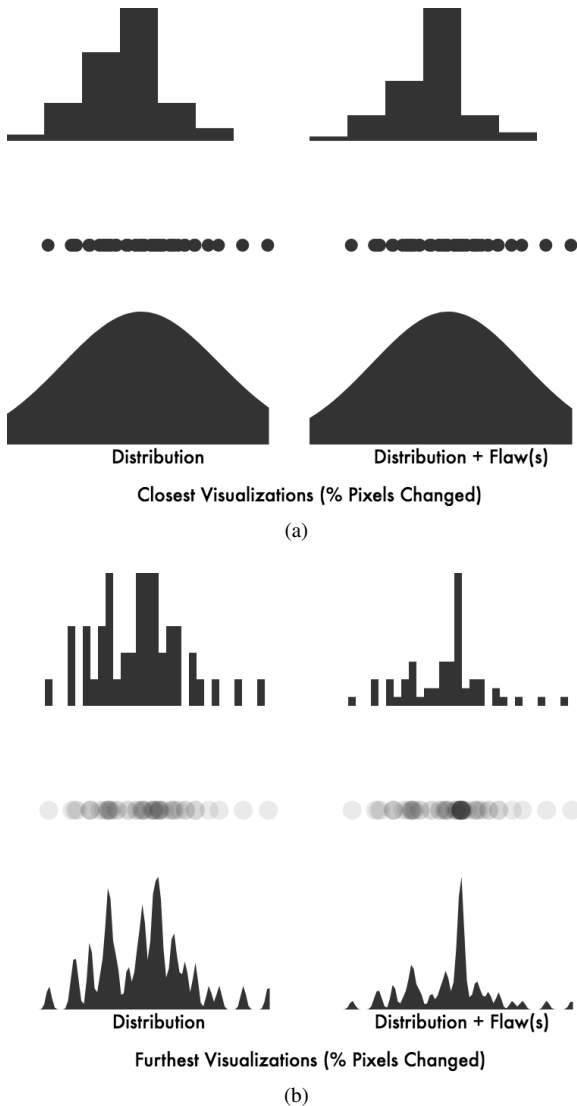 Distribution
Distribution + Flaw(s)
Closest Visualizations (% Pixels Changed)
(a)
Distribution
Distribution + Flaw(s)
Furthest Visualizations (% Pixels Changed)
(b)